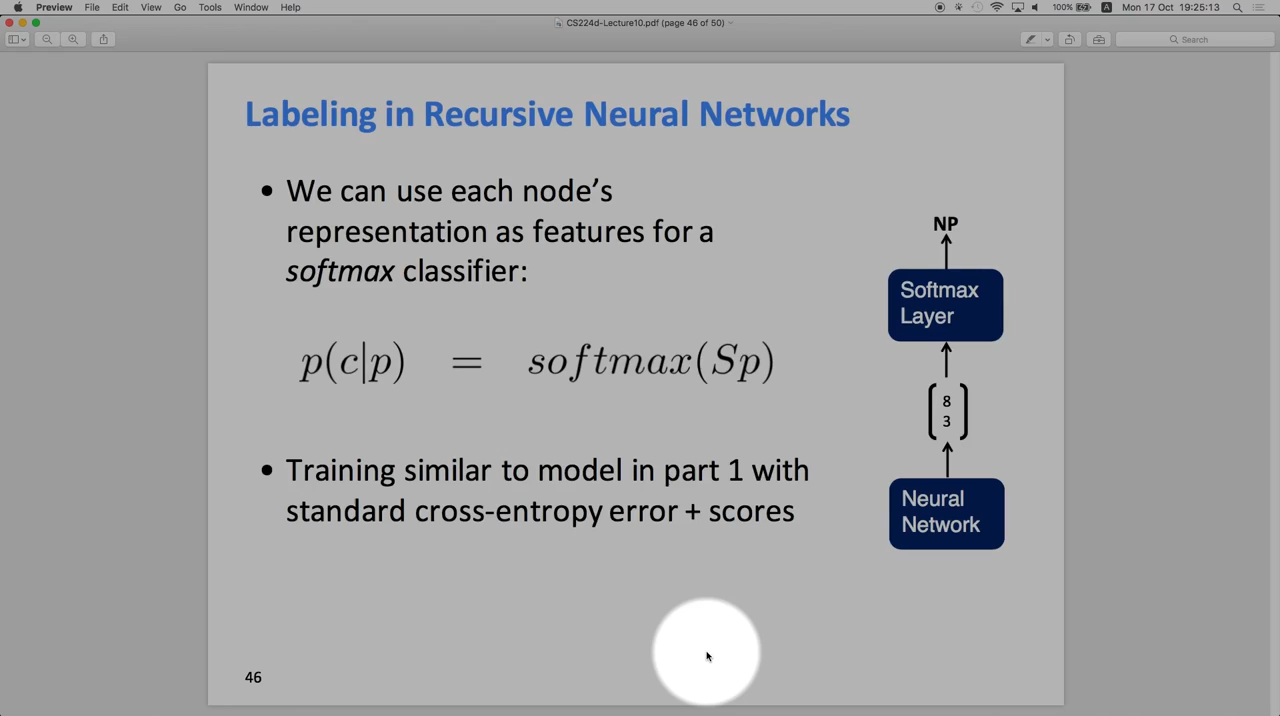 Preview File Edit View Go Tools Window Help 100% Mon 17 Oct 19:25:13
CS224d-Lecture10.pdf (page 46 of 50)
Search
Labeling in Recursive Neural Networks
• We can use each node’s
representation as features for a
softmax classifier:
p(c|p) = softmax(Sp)
• Training similar to model in part 1 with
standard cross-entropy error + scores
NP
Softmax
Layer
8
3
Neural
Network
46